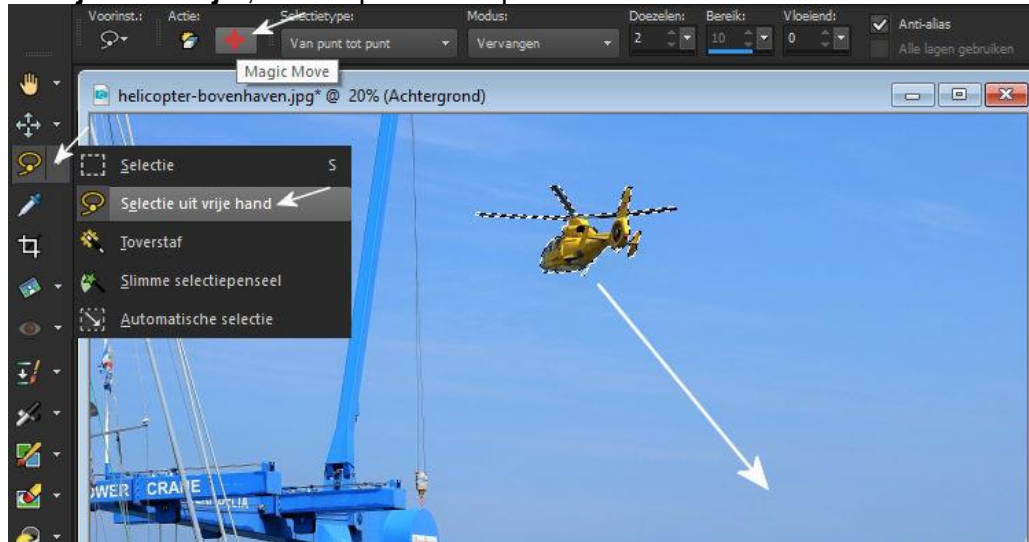 Voorinst.: Actie: Selectietype: Modus: Doezelen: Bereik: Vloeiend:
Van punt tot punt Vervangen 2 10 0 Anti-alias
Alle lagen gebruiken
Magic Move
helicopter-bovenhaven.jpg* @ 20% (Achtergrond)
Selectie S
Selectie uit vrije hand
Toverstaf
Slimme selectiepenseel
Automatische selectie
OWER CRANE